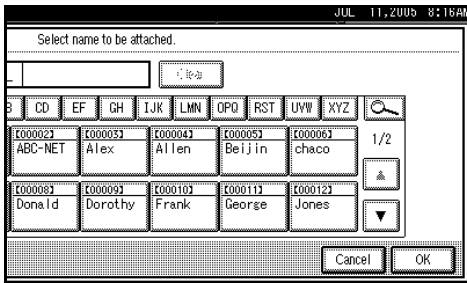 JUL 11,2005 8:16AM
Select name to be attached.
Clear
B CD EF GH IJK LMN OPQ RST UVW XYZ
[00002] [00003] [00004] [00005] [00006]
ABC-NET Alex Allen Beijin chaco
1/2
[00008] [00009] [00010] [00011] [00012]
Donald Dorothy Frank George Jones
▲
▼
Cancel OK